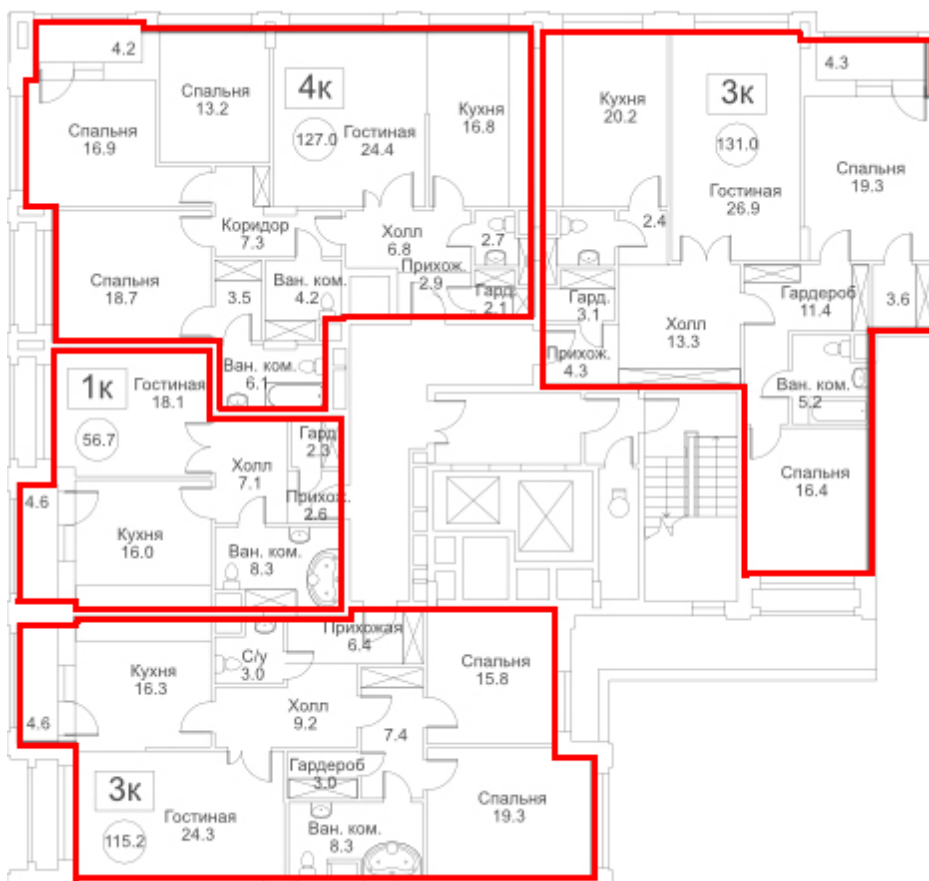 4.2
Спальня
13.2
4к
127.0
Гостиная
24.4
Кухня
16.8
Спальня
16.9
Коридор
7.3
Холл
6.8
2.7
Прихож.
2.9
Гард.
2.1
Спальня
18.7
3.5
Ван. ком.
4.2
Ван. ком.
6.1
Кухня
20.2
3к
131.0
Гостиная
26.9
4.3
Спальня
19.3
2.4
Гард.
3.1
Прихож.
4.3
Холл
13.3
Гардероб
11.4
3.6
Ван. ком.
5.2
Спальня
16.4
1к
56.7
Гостиная
18.1
Гард.
2.3
Холл
7.1
Прихож.
2.6
4.6
Кухня
16.0
Ван. ком.
8.3
Прихожая
6.4
С/у
3.0
Кухня
16.3
4.6
Холл
9.2
7.4
Спальня
15.8
3к
115.2
Гостиная
24.3
Гардероб
3.0
Ван. ком.
8.3
Спальня
19.3